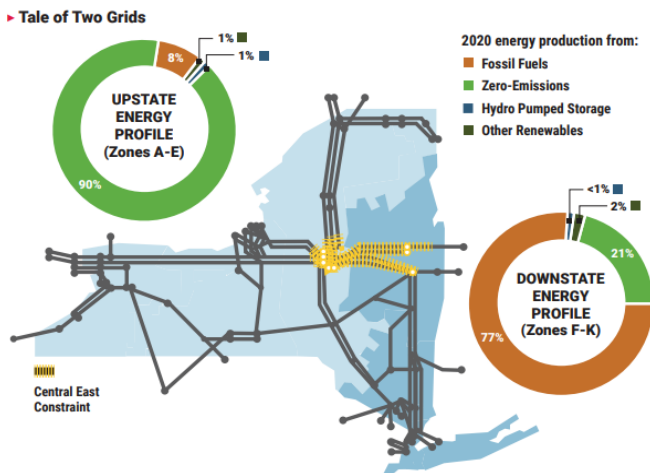 ▸ Tale of Two Grids
1%
1%
8%
UPSTATE
ENERGY
PROFILE
(Zones A-E)
90%
2020 energy production from:
Fossil Fuels
Zero-Emissions
Hydro Pumped Storage
Other Renewables
<1%
2%
21%
DOWNSTATE
ENERGY
PROFILE
(Zones F-K)
77%
Central East
Constraint